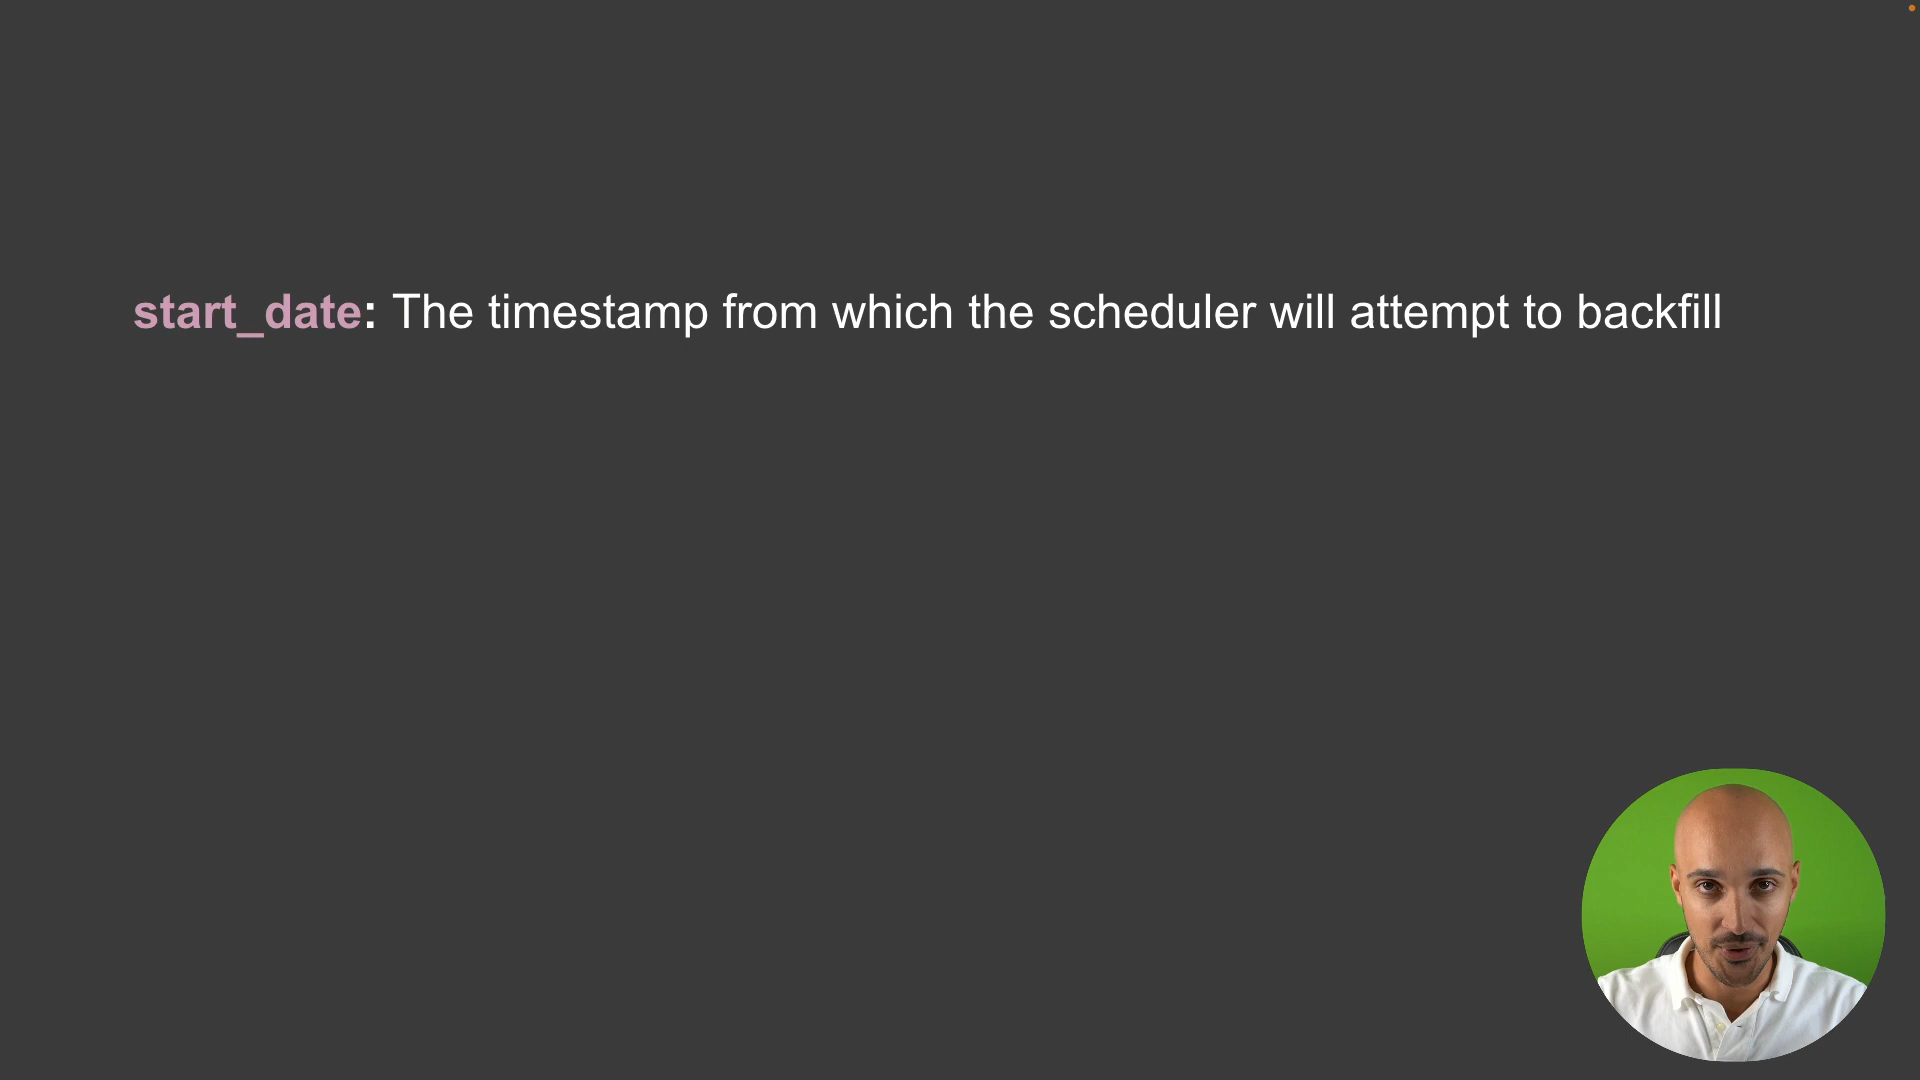 start_date: The timestamp from which the scheduler will attempt to backfill